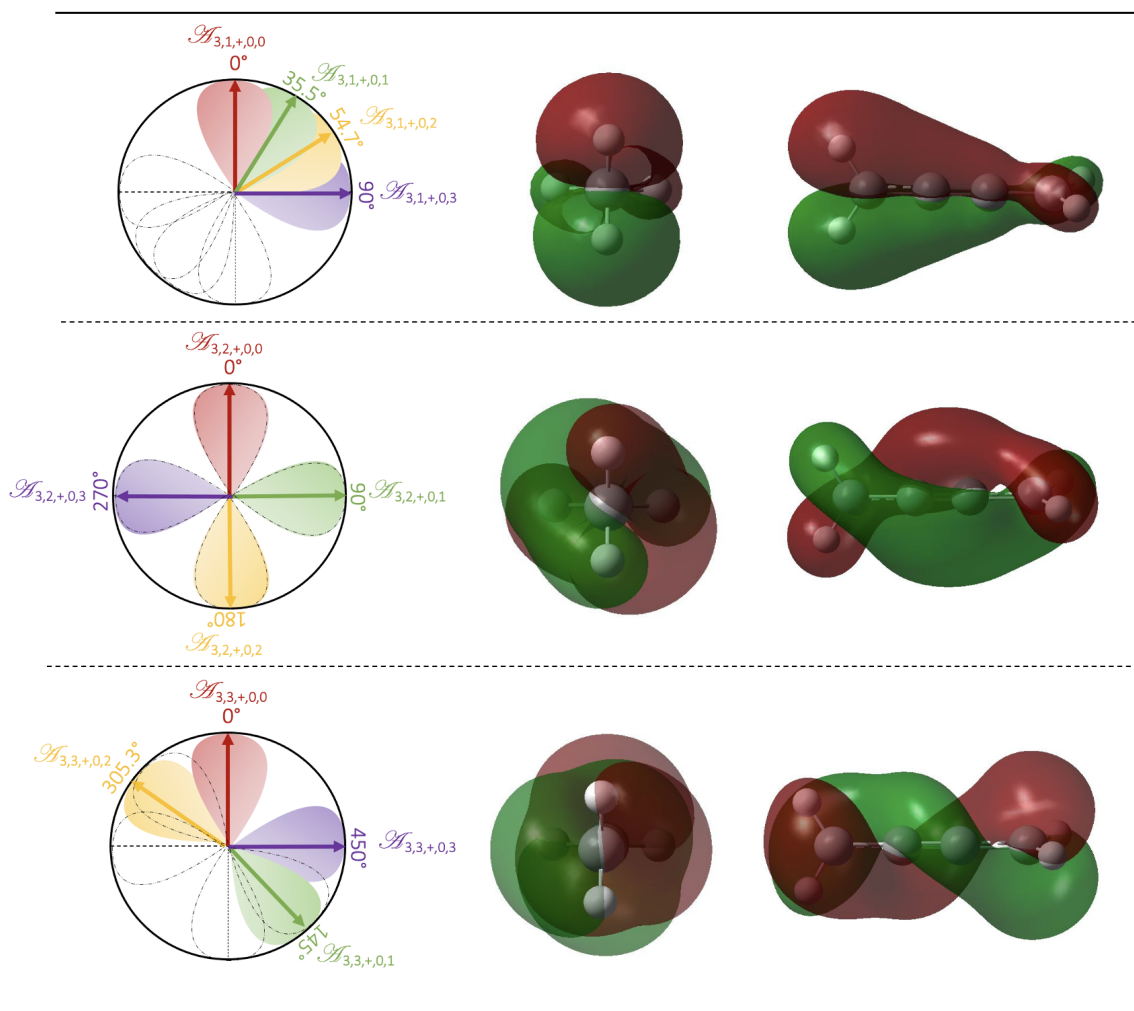 𝒜3,1,+,0,0
0°
35.5°
𝒜3,1,+,0,1
54.7°
𝒜3,1,+,0,2
90°
𝒜3,1,+,0,3
𝒜3,2,+,0,0
0°
𝒜3,2,+,0,3
270°
90°
𝒜3,2,+,0,1
180°
𝒜3,2,+,0,2
𝒜3,3,+,0,0
0°
𝒜3,3,+,0,2
305.3°
450°
𝒜3,3,+,0,3
145°
𝒜3,3,+,0,1